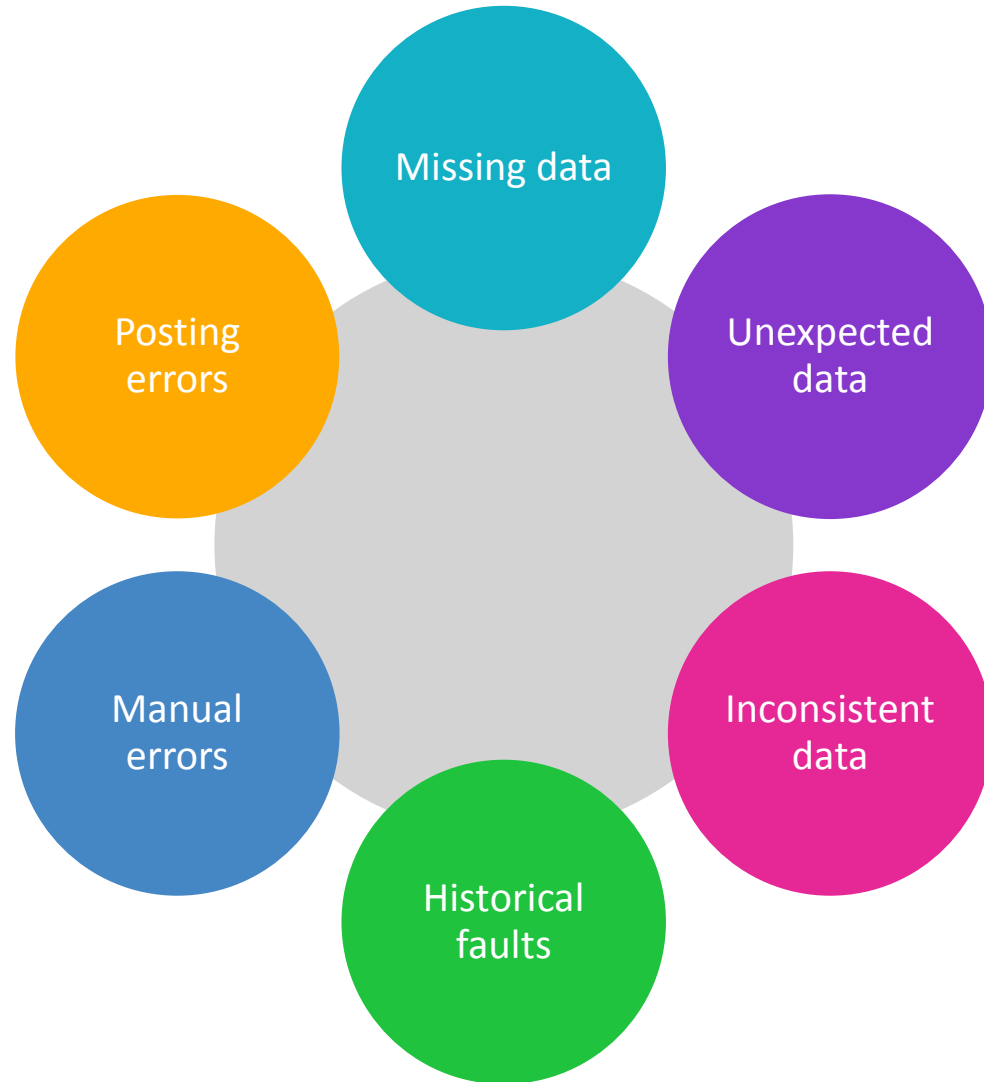 Missing data
Unexpected
data
Inconsistent
data
Historical
faults
Manual
errors
Posting
errors